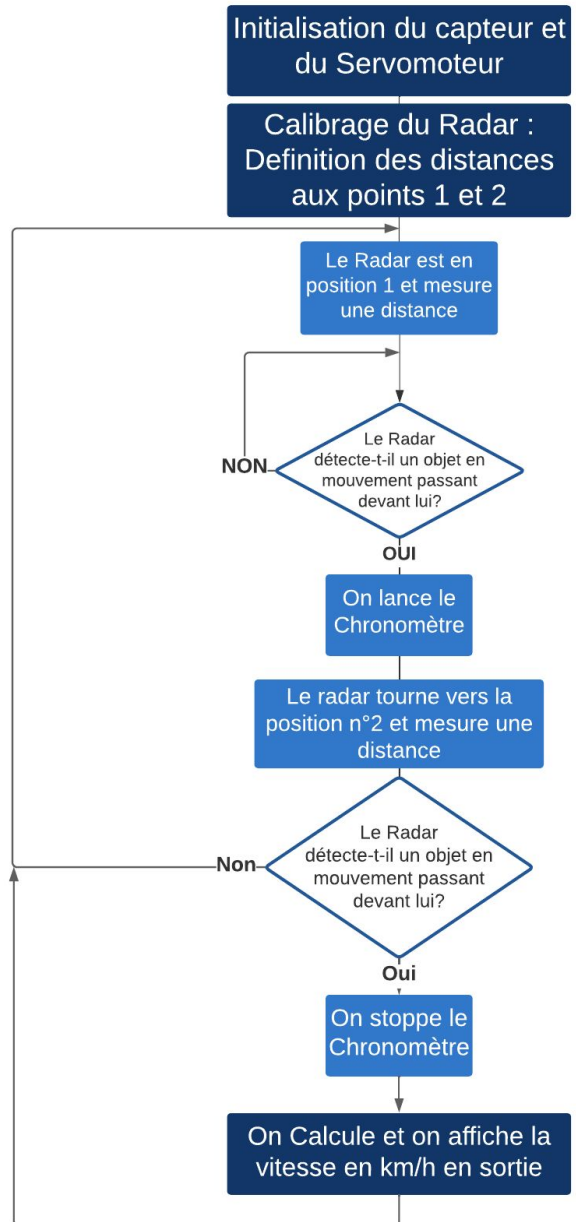 Initialisation du capteur et
du Servomoteur
Calibrage du Radar :
Definition des distances
aux points 1 et 2
Le Radar est en
position 1 et mesure
une distance
Le Radar
détecte-t-il un objet en
mouvement passant
devant lui?
NON
OUI
On lance le
Chronomètre
Le radar tourne vers la
position n°2 et mesure une
distance
Le Radar
détecte-t-il un objet en
mouvement passant
devant lui?
Non
Oui
On stoppe le
Chronomètre
On Calcule et on affiche la
vitesse en km/h en sortie